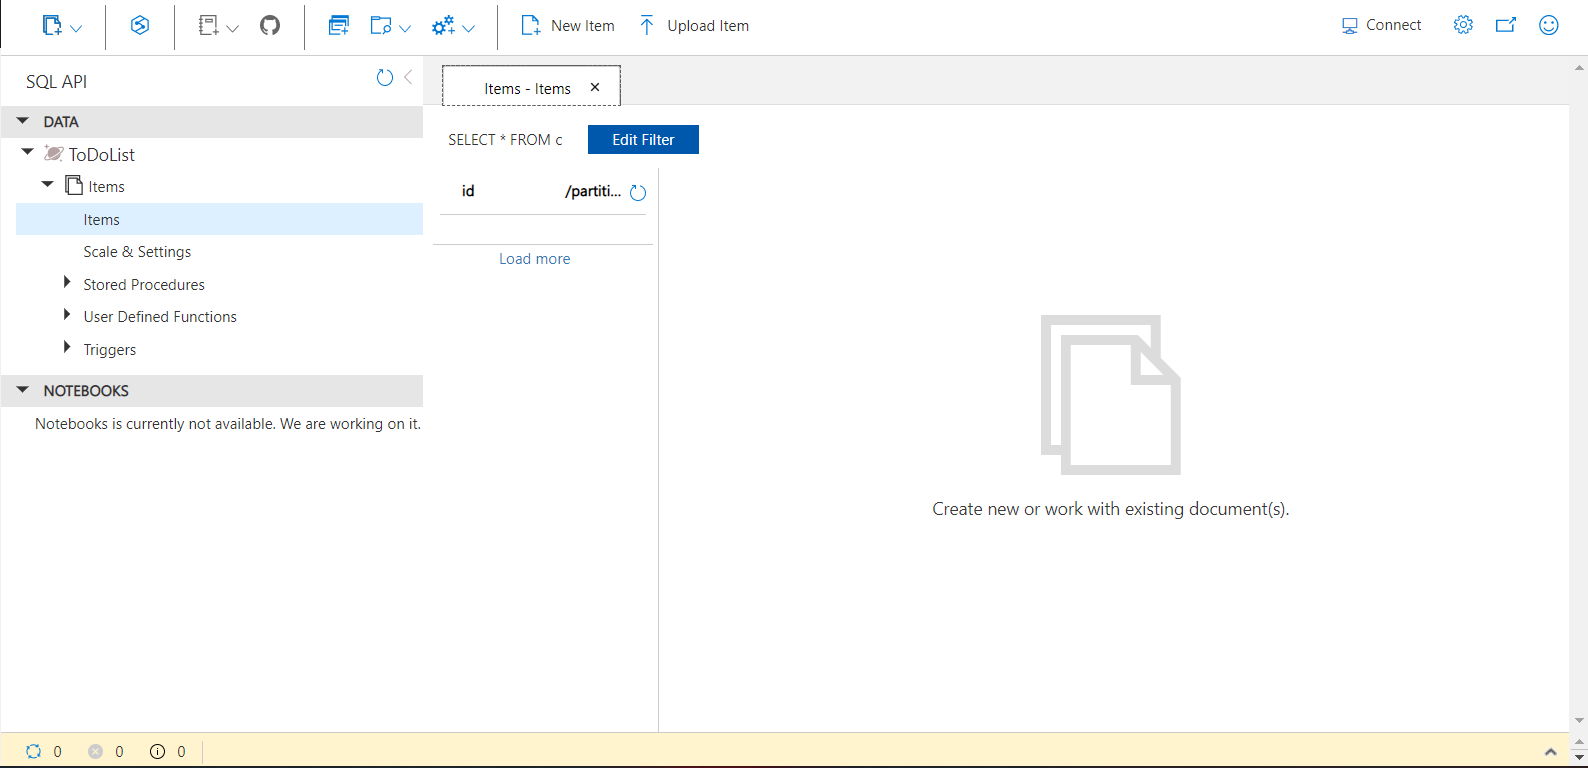 New Item
Upload Item
Connect
SQL API
DATA
ToDoList
Items
Items
Scale & Settings
Stored Procedures
User Defined Functions
Triggers
NOTEBOOKS
Notebooks is currently not available. We are working on it.
Items - Items
SELECT * FROM c
Edit Filter
id /partiti...
Load more
Create new or work with existing document(s).
0 0 0